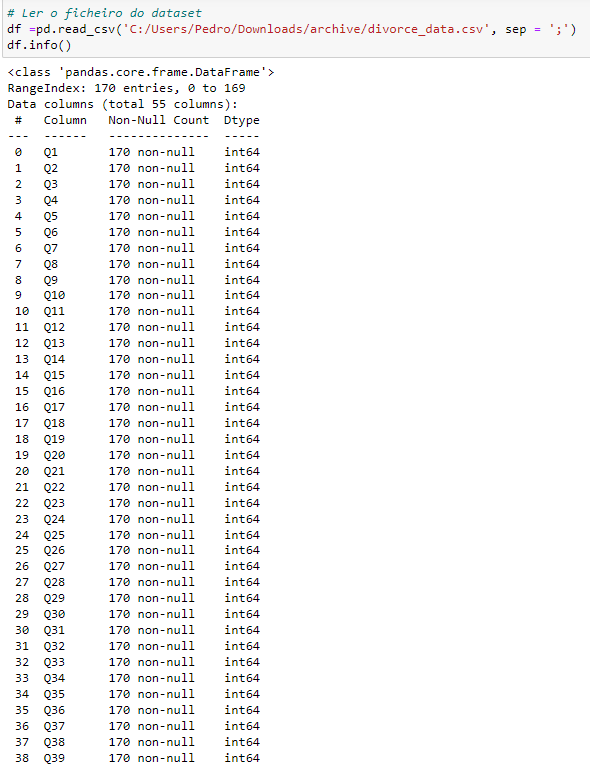 # Ler o ficheiro do dataset
df =pd.read_csv('C:/Users/Pedro/Downloads/archive/divorce_data.csv', sep = ';')
df.info()
<class 'pandas.core.frame.DataFrame'>
RangeIndex: 170 entries, 0 to 169
Data columns (total 55 columns):
 #   Column  Non-Null Count  Dtype
---  ------  --------------  -----
 0   Q1      170 non-null    int64
 1   Q2      170 non-null    int64
 2   Q3      170 non-null    int64
 3   Q4      170 non-null    int64
 4   Q5      170 non-null    int64
 5   Q6      170 non-null    int64
 6   Q7      170 non-null    int64
 7   Q8      170 non-null    int64
 8   Q9      170 non-null    int64
 9   Q10     170 non-null    int64
 10  Q11     170 non-null    int64
 11  Q12     170 non-null    int64
 12  Q13     170 non-null    int64
 13  Q14     170 non-null    int64
 14  Q15     170 non-null    int64
 15  Q16     170 non-null    int64
 16  Q17     170 non-null    int64
 17  Q18     170 non-null    int64
 18  Q19     170 non-null    int64
 19  Q20     170 non-null    int64
 20  Q21     170 non-null    int64
 21  Q22     170 non-null    int64
 22  Q23     170 non-null    int64
 23  Q24     170 non-null    int64
 24  Q25     170 non-null    int64
 25  Q26     170 non-null    int64
 26  Q27     170 non-null    int64
 27  Q28     170 non-null    int64
 28  Q29     170 non-null    int64
 29  Q30     170 non-null    int64
 30  Q31     170 non-null    int64
 31  Q32     170 non-null    int64
 32  Q33     170 non-null    int64
 33  Q34     170 non-null    int64
 34  Q35     170 non-null    int64
 35  Q36     170 non-null    int64
 36  Q37     170 non-null    int64
 37  Q38     170 non-null    int64
 38  Q39     170 non-null    int64